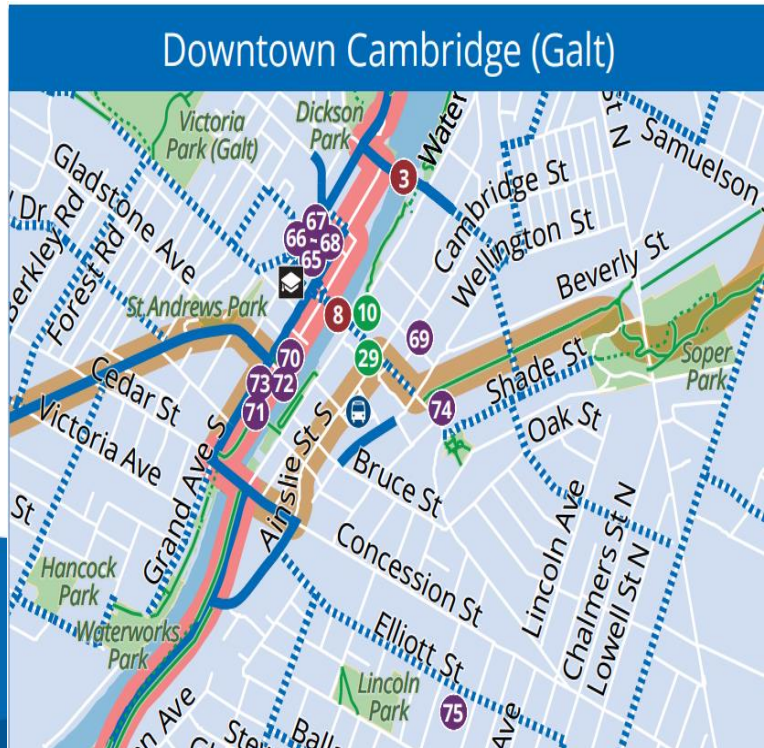 Downtown Cambridge (Galt)
Dickson
Park
Victoria
Park (Galt)
Water
St N
Samuelson
Gladstone Ave
3
Cambridge St
Dr
Berkley Rd
Forest Rd
67
66
-
68
65
Wellington St
Beverly St
St Andrews Park
8
10
69
29
70
Cedar St
73
72
71
74
Shade St
Soper
Park
Victoria Ave
Grand Ave S
Ainslie St S
Oak St
Bruce St
St
Concession St
Lincoln Ave
Chalmers St N
Lowell St N
Hancock
Park
Waterworks
Park
Elliott St
Lincoln
Park
75
Ave